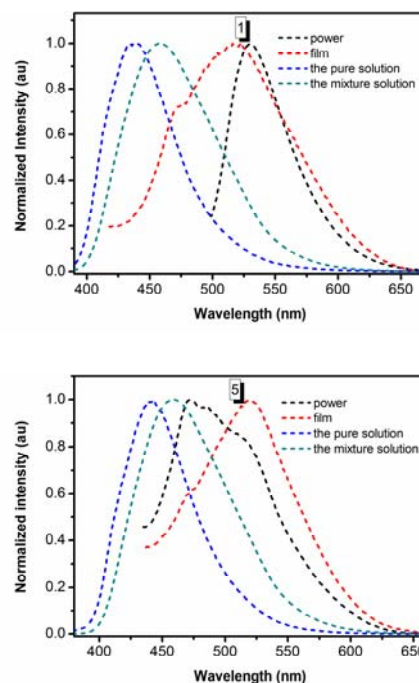 1
power
film
the pure solution
the mixture solution
Normalized Intensity (au)
1.0
0.8
0.6
0.4
0.2
0.0
400 450 500 550 600 650
Wavelength (nm)
5
power
film
the pure solution
the mixture solution
Normalized intensity (au)
1.0
0.8
0.6
0.4
0.2
0.0
400 450 500 550 600 650
Wavelength (nm)